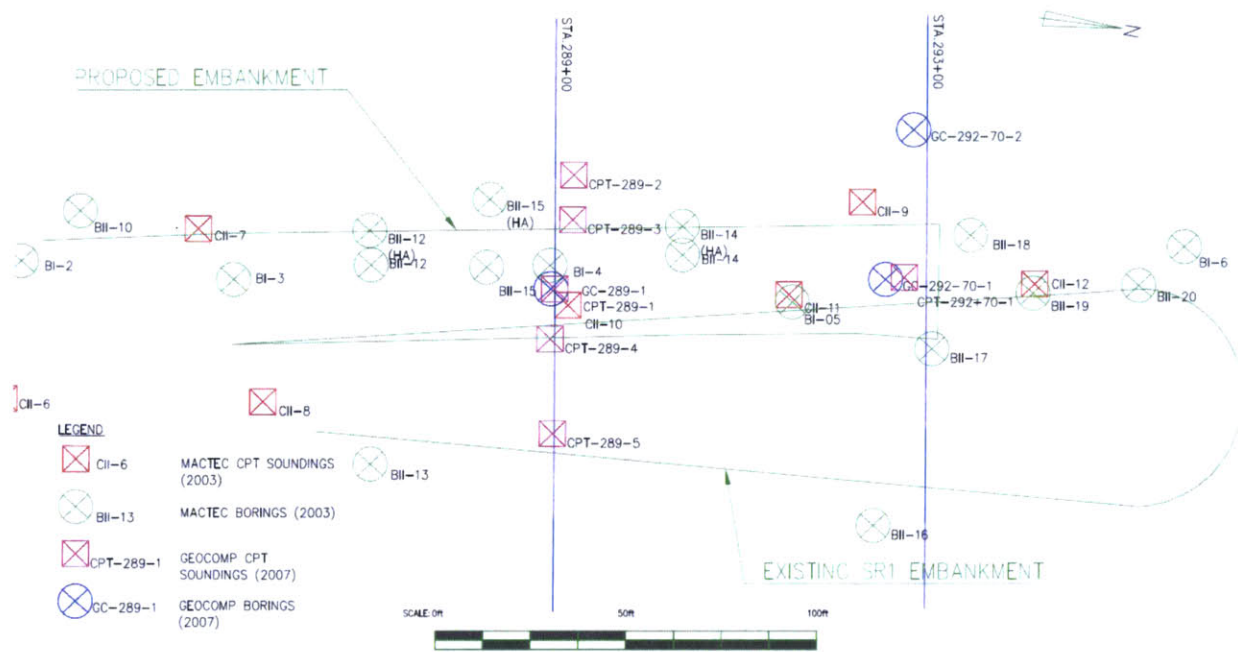 STA.289+00
STA.293+00
N
PROPOSED EMBANKMENT
GC-292-70-2
CPT-289-2
BII-10
BII-15
(HA)
CII-7
CPT-289-3
BII-12
(HA)
BII-14
(HA)
CII-9
BII-18
BI-2
BI-3
BII-12
BII-15
BI-4
BII-14
BI-6
GC-289-1
CPT-289-1
CII-10
CII-11
BI-05
GC-292-70-1
CPT-292+70-1
CII-12
BII-19
BII-20
CPT-289-4
BII-17
CII-6
CII-8
CPT-289-5
BII-13
BII-16
EXISTING SR1 EMBANKMENT
LEGEND
CII-6 MACTEC CPT SOUNDINGS
(2003)
BII-13 MACTEC BORINGS (2003)
CPT-289-1 GEOCOMP CPT
SOUNDINGS (2007)
GC-289-1 GEOCOMP BORINGS
(2007)
SCALE: 0ft 50ft 100ft